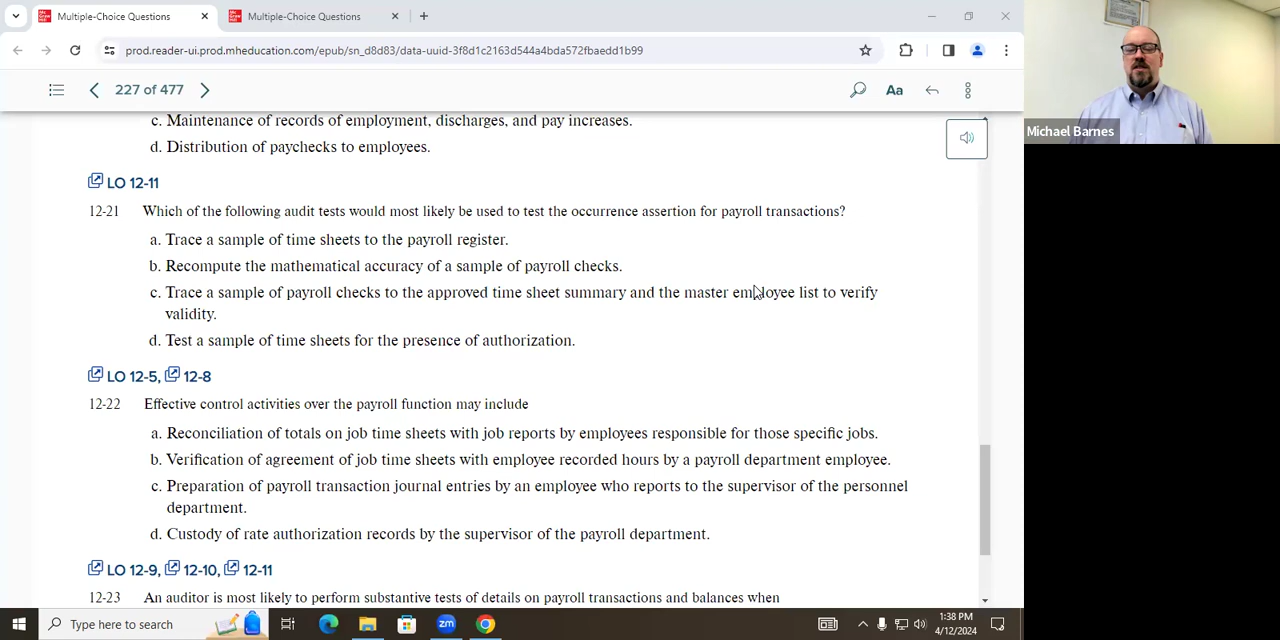 Multiple-Choice Questions
Multiple-Choice Questions
prod.reader-ui.prod.mheducation.com/epub/sn_d8d83/data-uuid-3f8d1c2163d544a4bda572fbaedd1b99
227 of 477
Aa
c. Maintenance of records of employment, discharges, and pay increases.
d. Distribution of paychecks to employees.
LO 12-11
12-21 Which of the following audit tests would most likely be used to test the occurrence assertion for payroll transactions?
a. Trace a sample of time sheets to the payroll register.
b. Recompute the mathematical accuracy of a sample of payroll checks.
c. Trace a sample of payroll checks to the approved time sheet summary and the master employee list to verify
validity.
d. Test a sample of time sheets for the presence of authorization.
LO 12-5, 12-8
12-22 Effective control activities over the payroll function may include
a. Reconciliation of totals on job time sheets with job reports by employees responsible for those specific jobs.
b. Verification of agreement of job time sheets with employee recorded hours by a payroll department employee.
c. Preparation of payroll transaction journal entries by an employee who reports to the supervisor of the personnel
department.
d. Custody of rate authorization records by the supervisor of the payroll department.
LO 12-9, 12-10, 12-11
12-23 An auditor is most likely to perform substantive tests of details on payroll transactions and balances when
Type here to search
zm
1:38 PM
4/12/2024
Michael Barnes